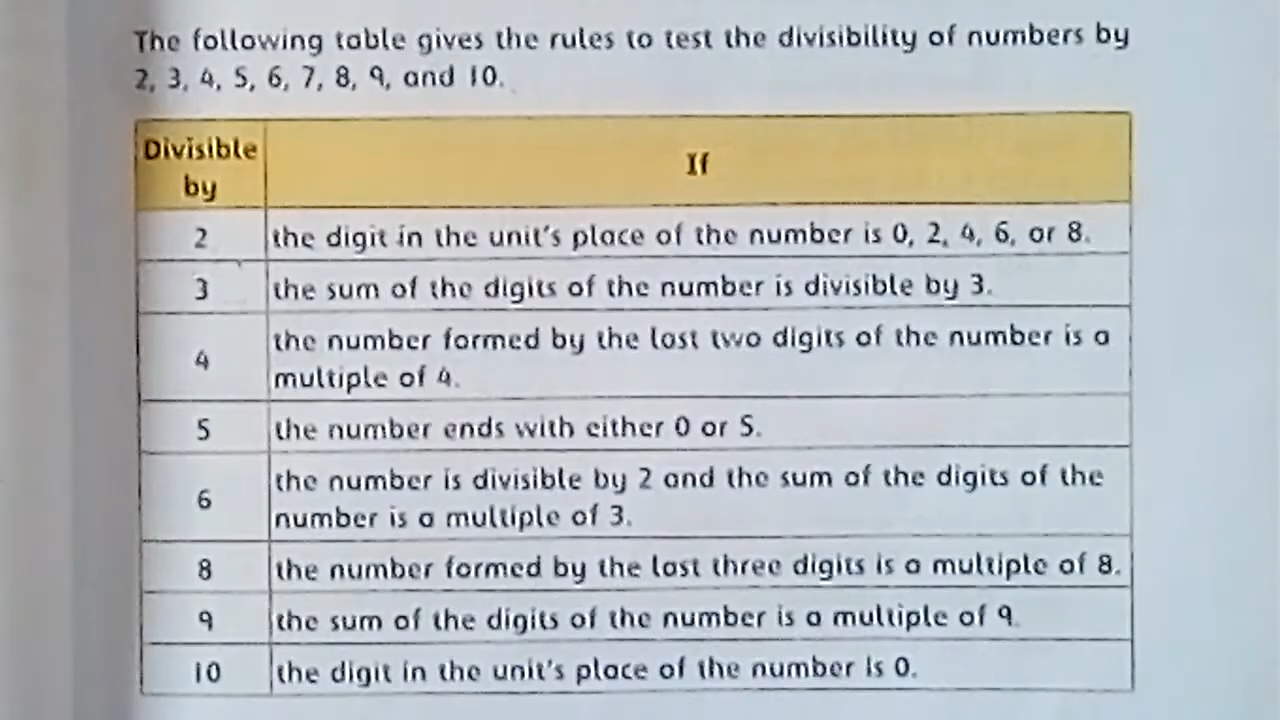 The following table gives the rules to test the divisibility of numbers by
2, 3, 4, 5, 6, 7, 8, 9, and 10.
Divisible
by
If
2
the digit in the unit's place of the number is 0, 2, 4, 6, or 8.
3
the sum of the digits of the number is divisible by 3.
4
the number formed by the last two digits of the number is a
multiple of 4.
5
the number ends with either 0 or 5.
6
the number is divisible by 2 and the sum of the digits of the
number is a multiple of 3.
8
the number formed by the last three digits is a multiple of 8.
9
the sum of the digits of the number is a multiple of 9.
10
the digit in the unit's place of the number is 0.